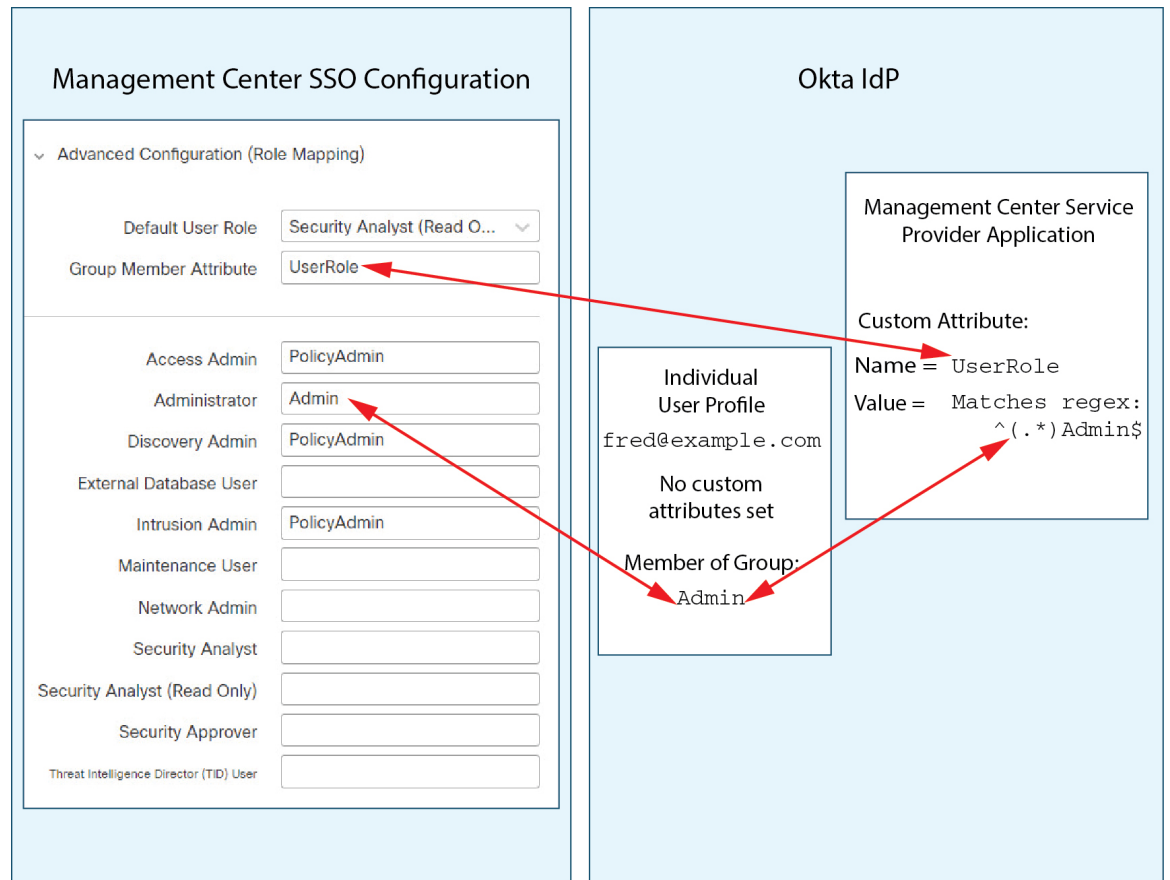 Management Center SSO Configuration
Advanced Configuration (Role Mapping)
Default User Role Security Analyst (Read O...
Group Member Attribute UserRole
Access Admin PolicyAdmin
Administrator Admin
Discovery Admin PolicyAdmin
External Database User
Intrusion Admin PolicyAdmin
Maintenance User
Network Admin
Security Analyst
Security Analyst (Read Only)
Security Approver
Threat Intelligence Director (TID) User
Okta IdP
Individual
User Profile
fred@example.com
No custom
attributes set
Member of Group:
Admin
Management Center Service
Provider Application
Custom Attribute:
Name = UserRole
Value = Matches regex:
^(.*)Admin$